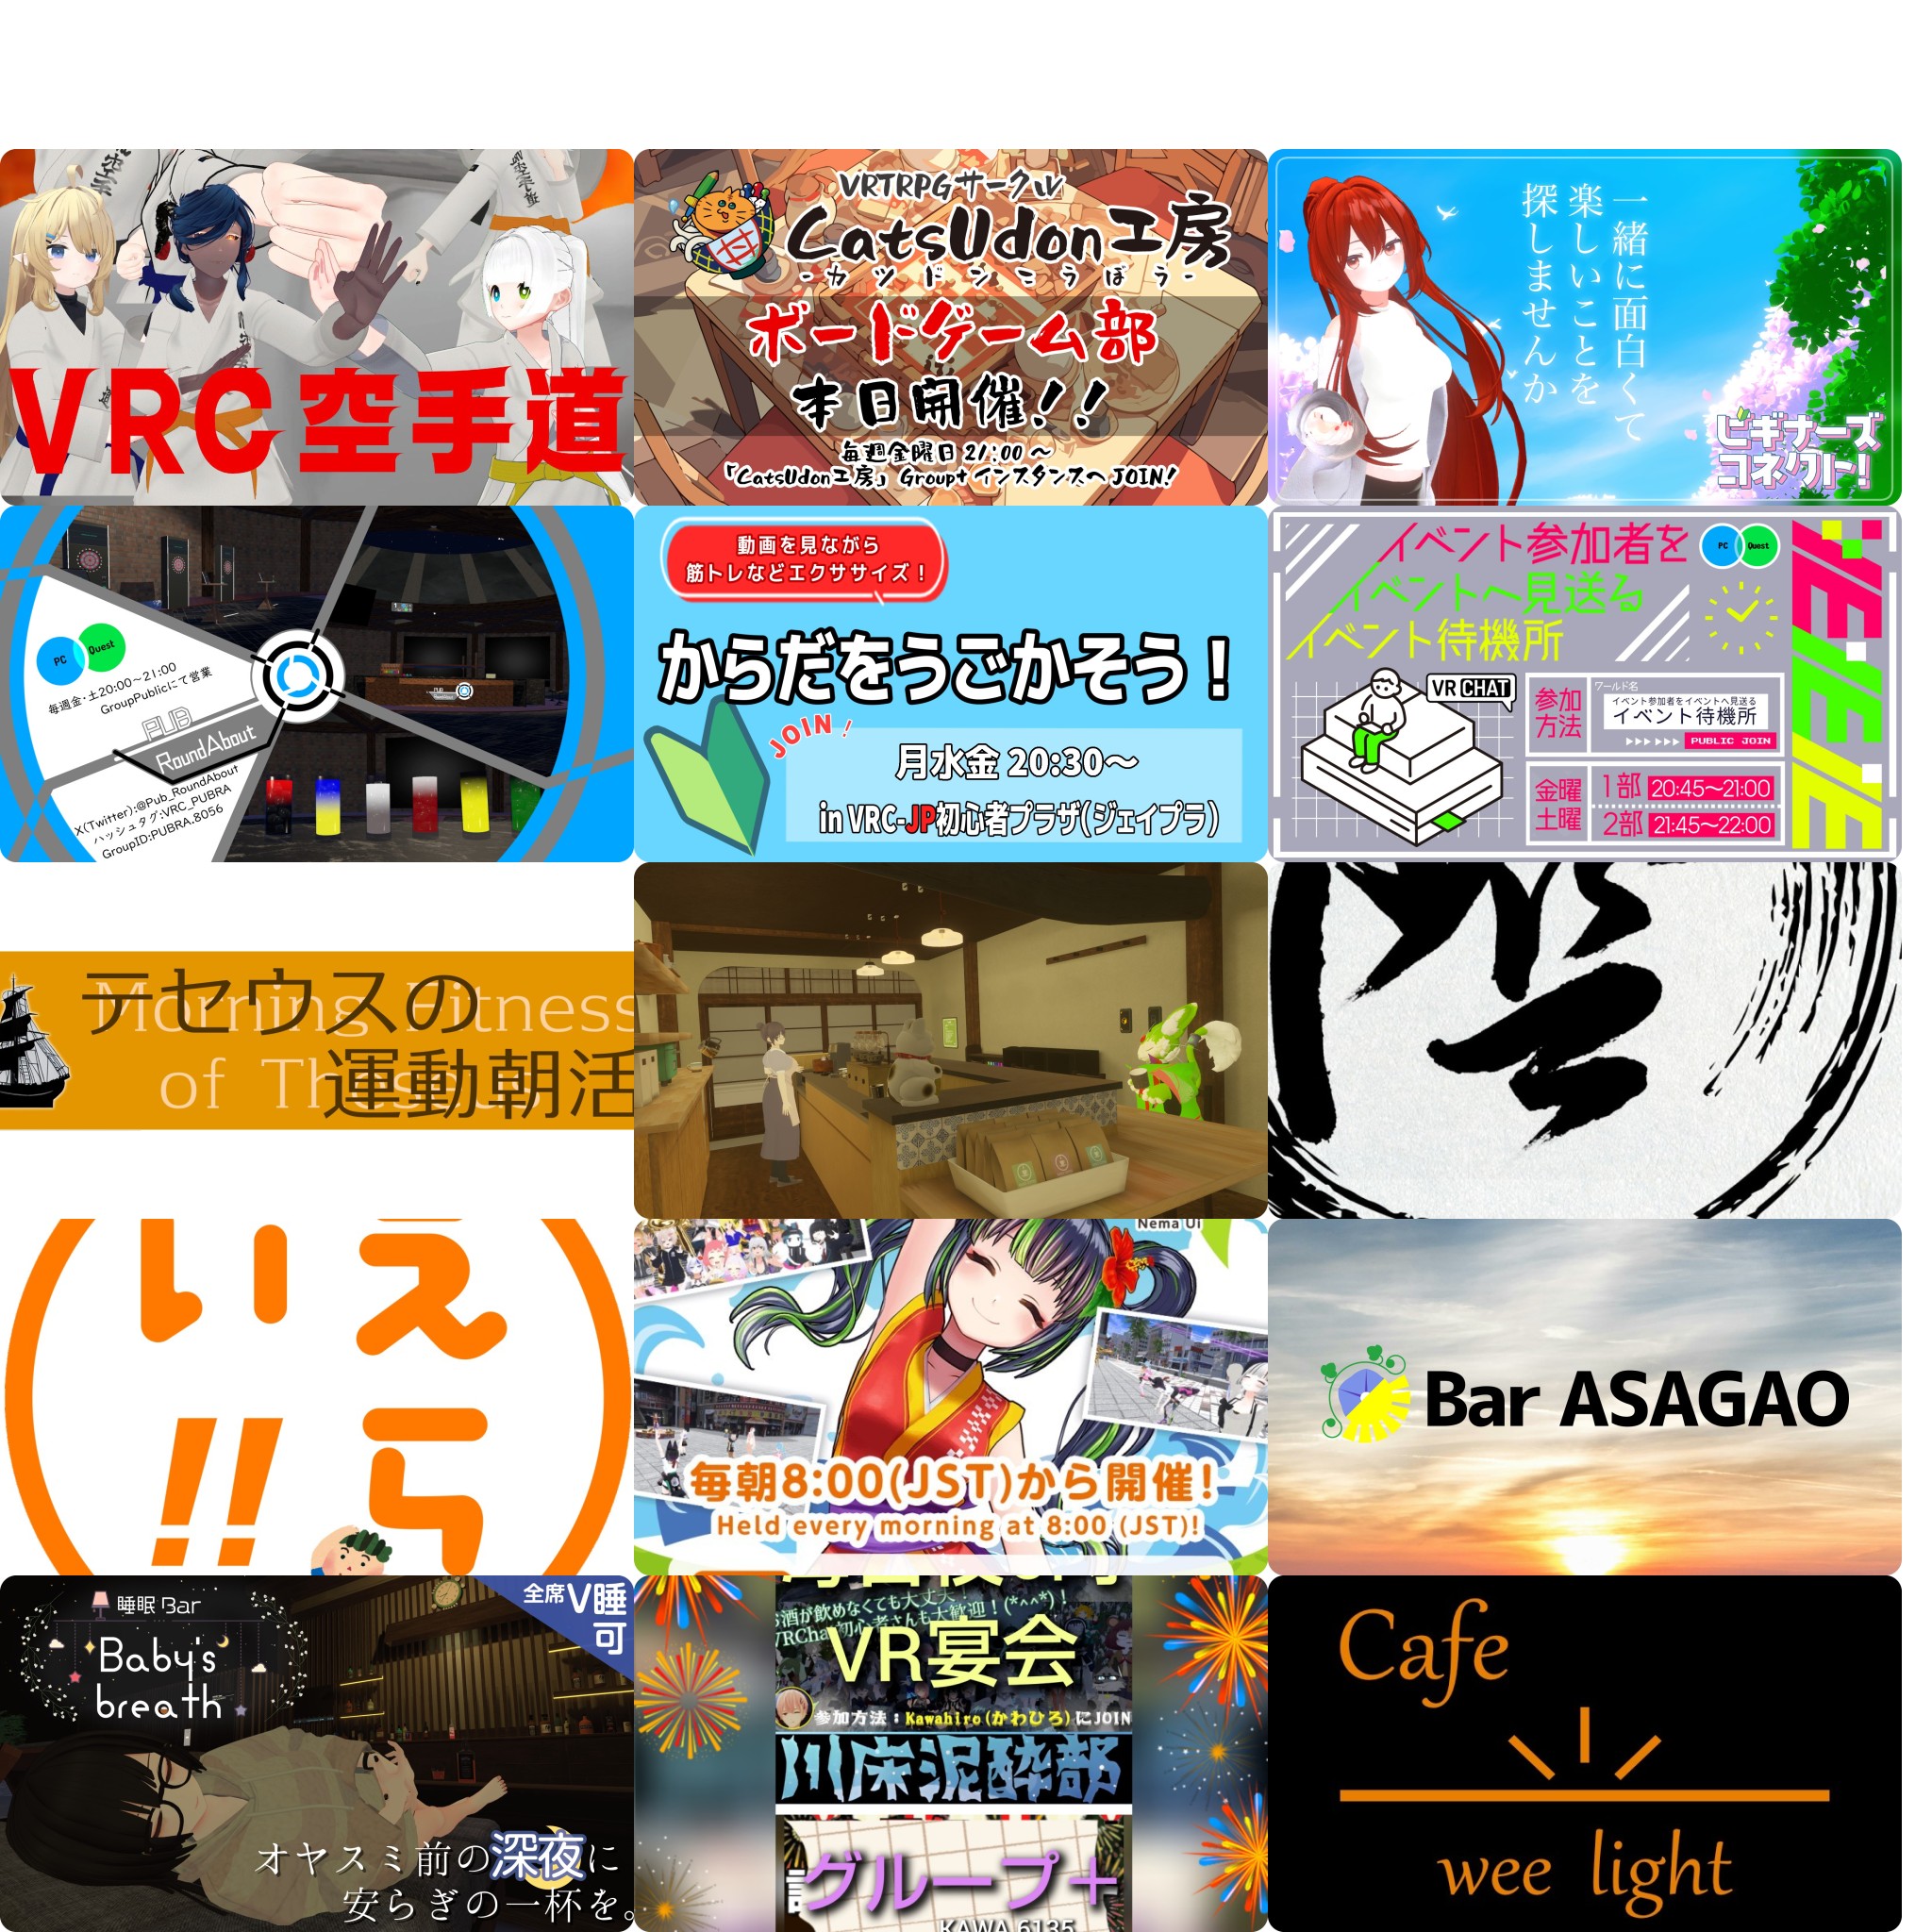 VRC空手道
VRTRPGサークル
CatsUdon工房
-カツドンこうぼう-
ボードゲーム部
本日開催!!
毎週金曜日 21:00 ～
「CatsUdon工房」 Group+ インスタンスへ JOIN!
一緒に面白くて
楽しいことを
探しませんか
ビギナーズ
コネクト!
PC Quest
毎週金・土20:00~21:00
GroupPublicにて営業
PUB
RoundAbout
X(Twitter):@Pub_RoundAbout
ハッシュタグ:VRC_PUBRA
GroupID:PUBRA.8056
動画を見ながら
筋トレなどエクササイズ！
からだをうごかそう！
JOIN！
月水金 20:30～
in VRC-JP初心者プラザ(ジェイプラ)
イベント参加者を
イベントへ見送る
イベント待機所
PC Quest
VRCHAT
参加
方法
ワールド名
イベント参加者をイベントへ見送る
イベント待機所
PUBLIC JOIN
金曜
土曜
1部 20:45～21:00
2部 21:45～22:00
テセウスの
Morning Fitness
運動朝活
えら
い!!
Nema Ui
毎朝8:00(JST)から開催!
Held every morning at 8:00 (JST)!
Bar ASAGAO
睡眠Bar
Baby's
breath
全席V睡
可
オヤスミ前の深夜に
安らぎの一杯を。
お酒が飲めなくても大丈夫
VRChat初心者さんも大歓迎！(*^^*)！
VR宴会
参加方法：Kawahiro(かわひろ)にJOIN
川床泥酔部
グループ+
KAWA.6135
Cafe
wee light